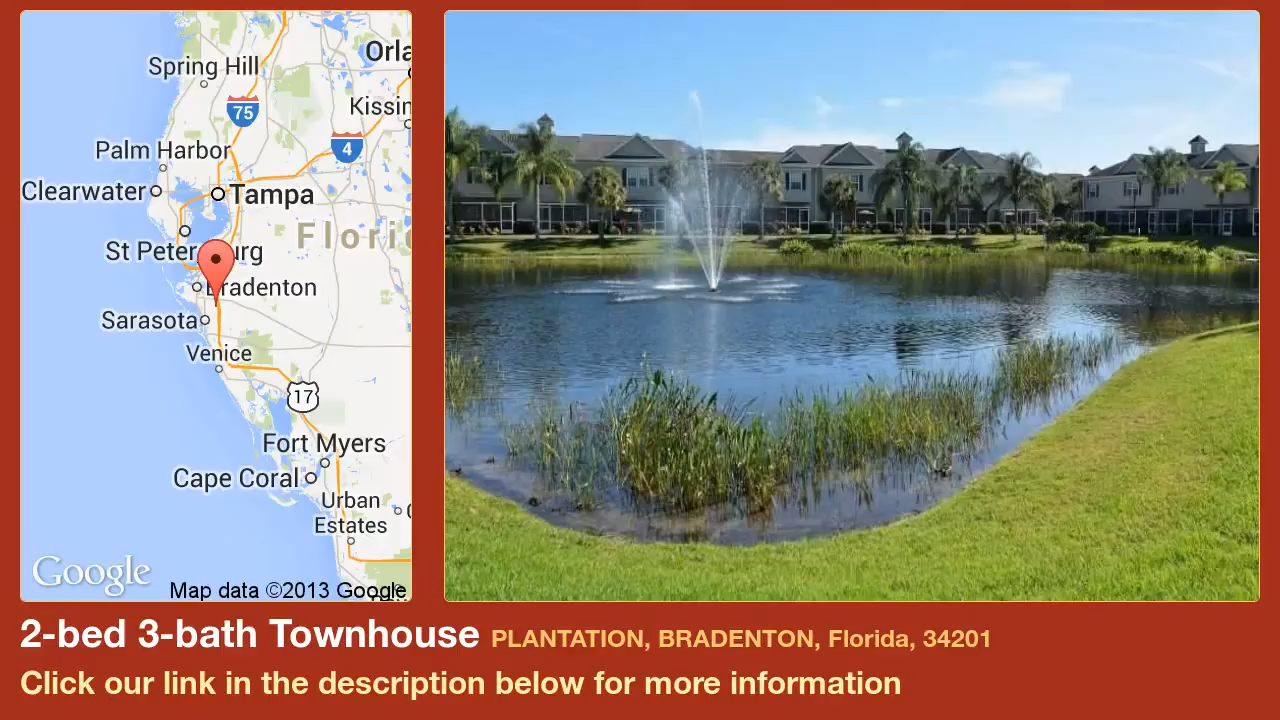 Orla
Spring Hill
75
Kissin
4
Palm Harbor
Clearwater
Tampa
Flori
St Peter urg
Bradenton
Sarasota
Venice
17
Fort Myers
Cape Coral
Urban
Estates
Google
Map data ©2013 Google
2-bed 3-bath Townhouse PLANTATION, BRADENTON, Florida, 34201
Click our link in the description below for more information